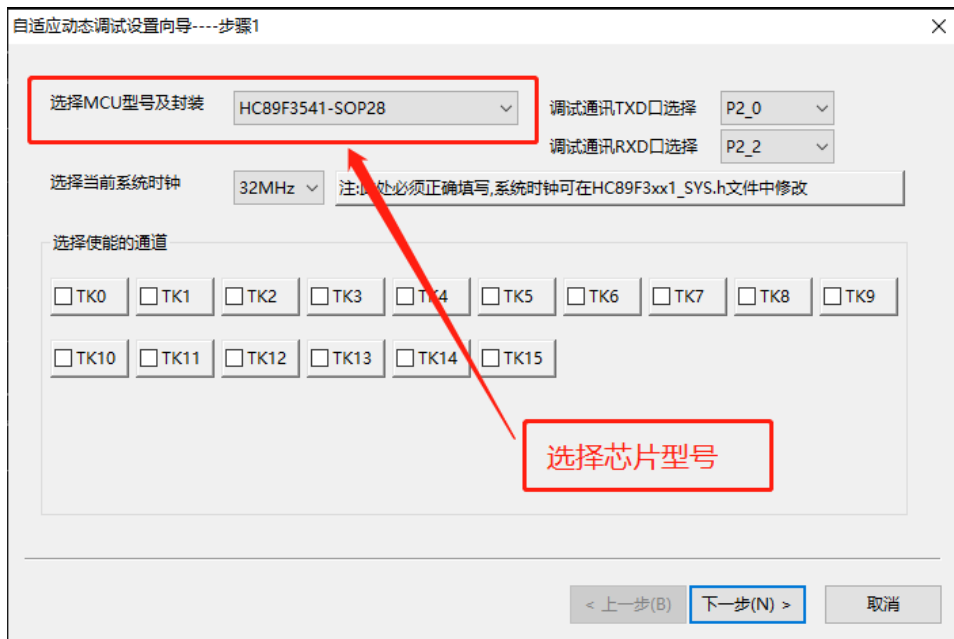 自适应动态调试设置向导----步骤1
选择MCU型号及封装 HC89F3541-SOP28 调试通讯TXD口选择 P2_0
调试通讯RXD口选择 P2_2
选择当前系统时钟 32MHz 注:此处必须正确填写,系统时钟可在HC89F3xx1_SYS.h文件中修改
选择使能的通道
TK0 TK1 TK2 TK3 TK4 TK5 TK6 TK7 TK8 TK9
TK10 TK11 TK12 TK13 TK14 TK15
选择芯片型号
< 上一步(B) 下一步(N) > 取消